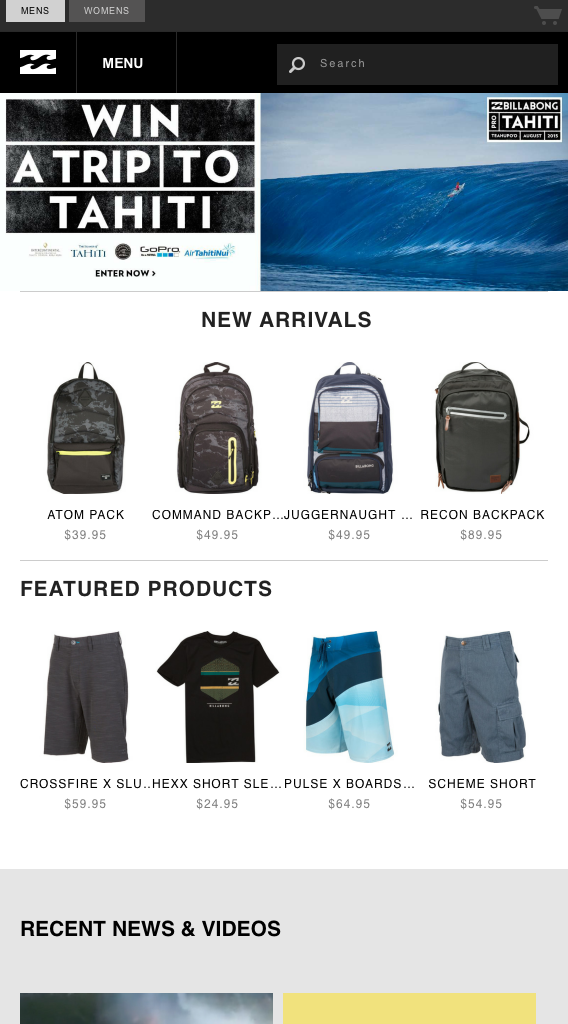 MENS
WOMENS
MENU
Search
WIN
A TRIP TO
TAHITI
TAHITI
GoPro
AirTahitiNui
ENTER NOW >
BILLABONG
PRO
TAHITI
TEAHUPO'O AUGUST 2015
NEW ARRIVALS
ATOM PACK
COMMAND BACKP...
JUGGERNAUGHT ...
RECON BACKPACK
$39.95
$49.95
$49.95
$89.95
FEATURED PRODUCTS
BILLABONG
CROSSFIRE X SLU...
HEXX SHORT SLE...
PULSE X BOARDS...
SCHEME SHORT
$59.95
$24.95
$64.95
$54.95
RECENT NEWS & VIDEOS